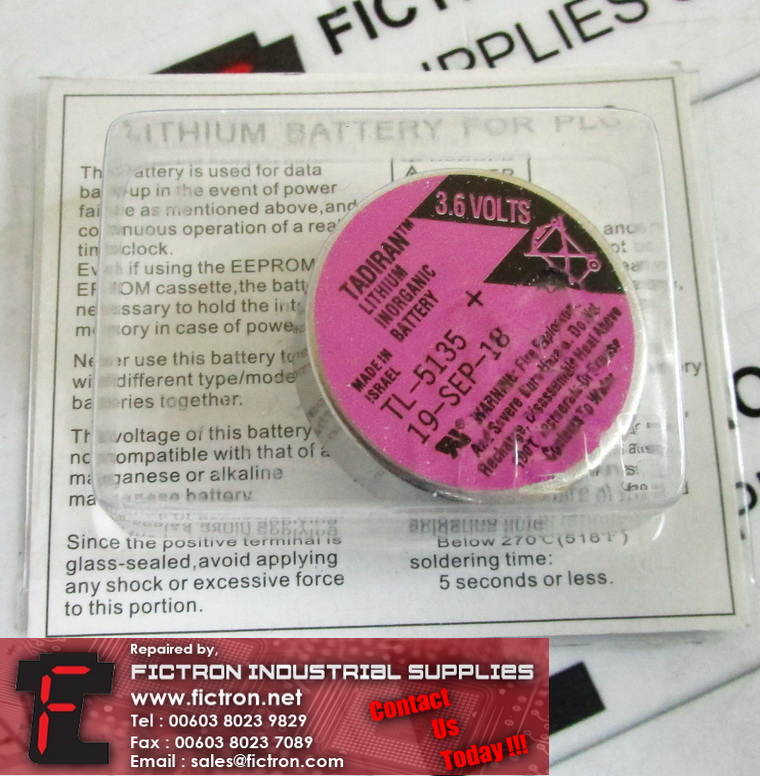 FICT
UPPLIES
LITHIUM BATTERY FOR PLC
This battery is used for data
back-up in the event of power
failure as mentioned above,and
continuous operation of a real
time clock.
Even if using the EEPROM
EPROM cassette,the batt
necessary to hold the int
memory in case of powe
Never use this battery to
with different type/mode
batteries together.
The voltage of this battery
not compatible with that of a
manganese or alkaline
manganese battery
Since the positive terminal is
glass-sealed,avoid applying
any shock or excessive force
to this portion.
Below 270°C(518°F)
soldering time:
5 seconds or less.
3.6 VOLTS
TADIRAN™
LITHIUM
INORGANIC
BATTERY
+
MADE IN
ISRAEL
TL-5135
19-SEP-18
WARNING: Fire, Explosion,
And Severe Burn Hazard. Do Not
Recharge, Disassemble, Heat Above
100°C, Incinerate, Or Expose
Contents To Water
Repaired by,
FICTRON INDUSTRIAL SUPPLIES
www.fictron.net
Tel : 00603 8023 9829
Fax : 00603 8023 7089
Email : sales@fictron.com
Contact
Us
Today !!!